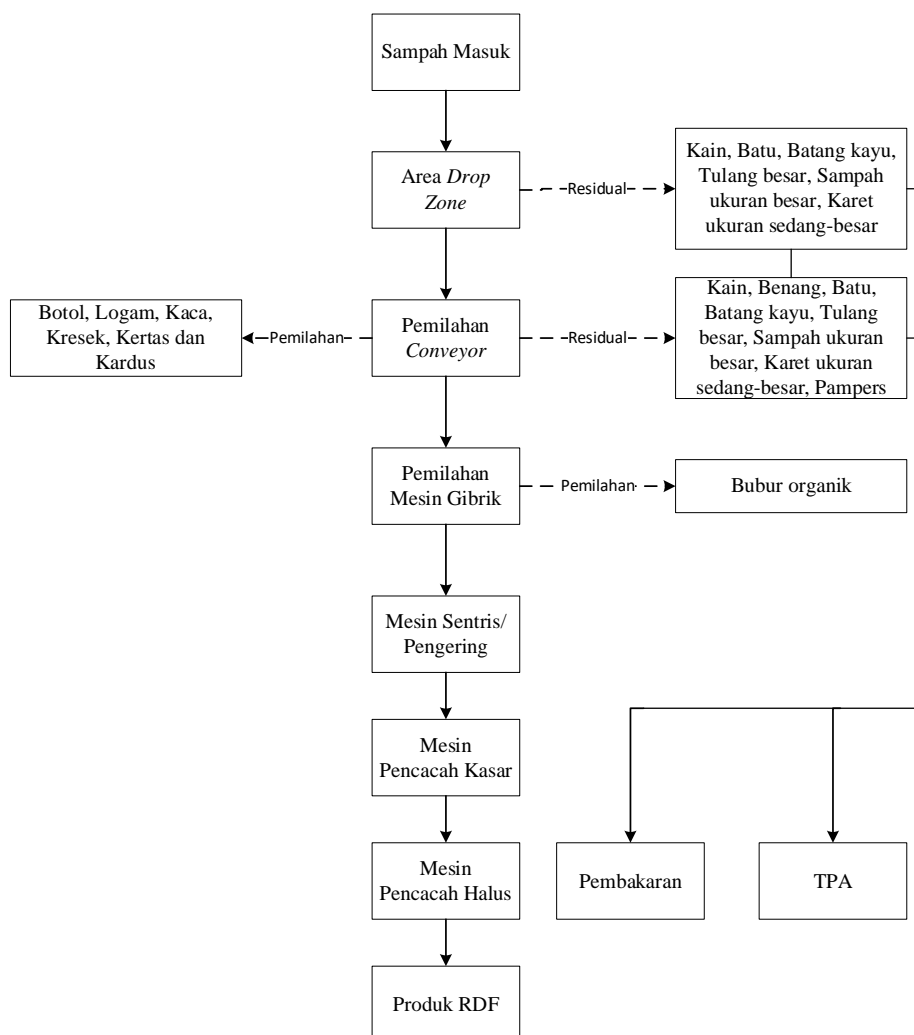 Sampah Masuk
Area Drop
Zone
Residual
Kain, Batu, Batang kayu,
Tulang besar, Sampah
ukuran besar, Karet
ukuran sedang-besar
Botol, Logam, Kaca,
Kresek, Kertas dan
Kardus
Pemilahan
Pemilahan
Conveyor
Residual
Kain, Benang, Batu,
Batang kayu, Tulang
besar, Sampah ukuran
besar, Karet ukuran
sedang-besar, Pampers
Pemilahan
Mesin Gibrik
Pemilahan
Bubur organik
Mesin Sentris/
Pengering
Mesin
Pencacah Kasar
Mesin
Pencacah Halus
Pembakaran
TPA
Produk RDF